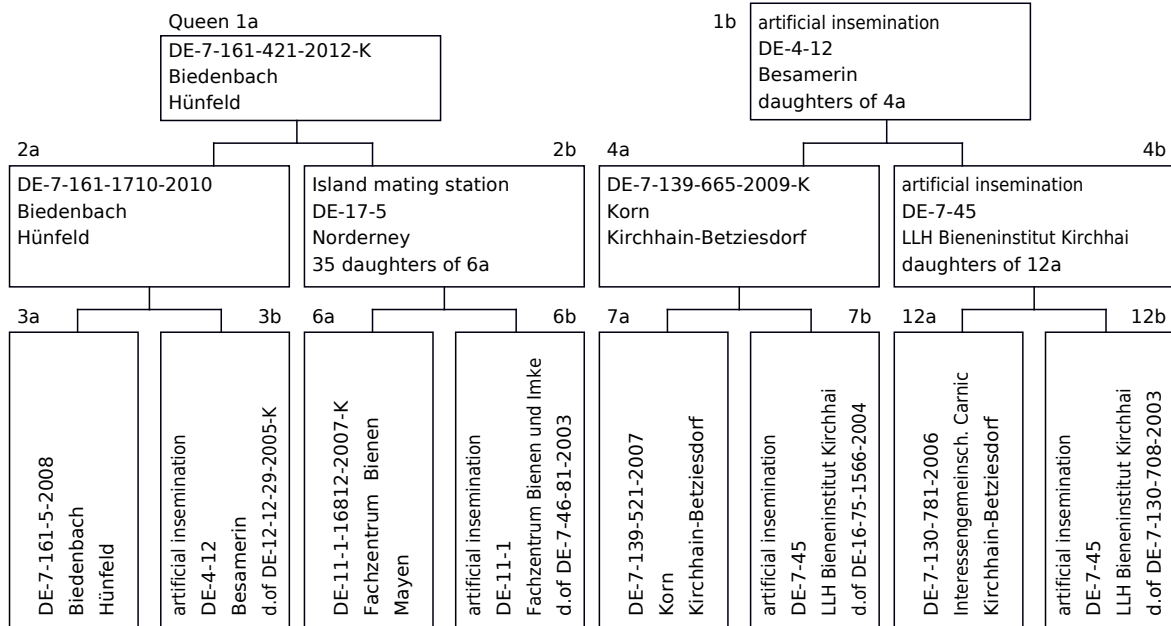 Queen 1a
DE-7-161-421-2012-K
Biedenbach
Hünfeld
1b
artificial insemination
DE-4-12
Besamerin
daughters of 4a
2a
DE-7-161-1710-2010
Biedenbach
Hünfeld
2b
Island mating station
DE-17-5
Norderney
35 daughters of 6a
4a
DE-7-139-665-2009-K
Korn
Kirchhain-Betziesdorf
4b
artificial insemination
DE-7-45
LLH Bieneninstitut Kirchhai
daughters of 12a
3a
DE-7-161-5-2008
Biedenbach
Hünfeld
3b
artificial insemination
DE-4-12
Besamerin
d.of DE-12-12-29-2005-K
6a
DE-11-1-16812-2007-K
Fachzentrum Bienen
Mayen
6b
artificial insemination
DE-11-1
Fachzentrum Bienen und Imke
d.of DE-7-46-81-2003
7a
DE-7-139-521-2007
Korn
Kirchhain-Betziesdorf
7b
artificial insemination
DE-7-45
LLH Bieneninstitut Kirchhai
d.of DE-16-75-1566-2004
12a
DE-7-130-781-2006
Interessengemeinsch. Carnic
Kirchhain-Betziesdorf
12b
artificial insemination
DE-7-45
LLH Bieneninstitut Kirchhai
d.of DE-7-130-708-2003